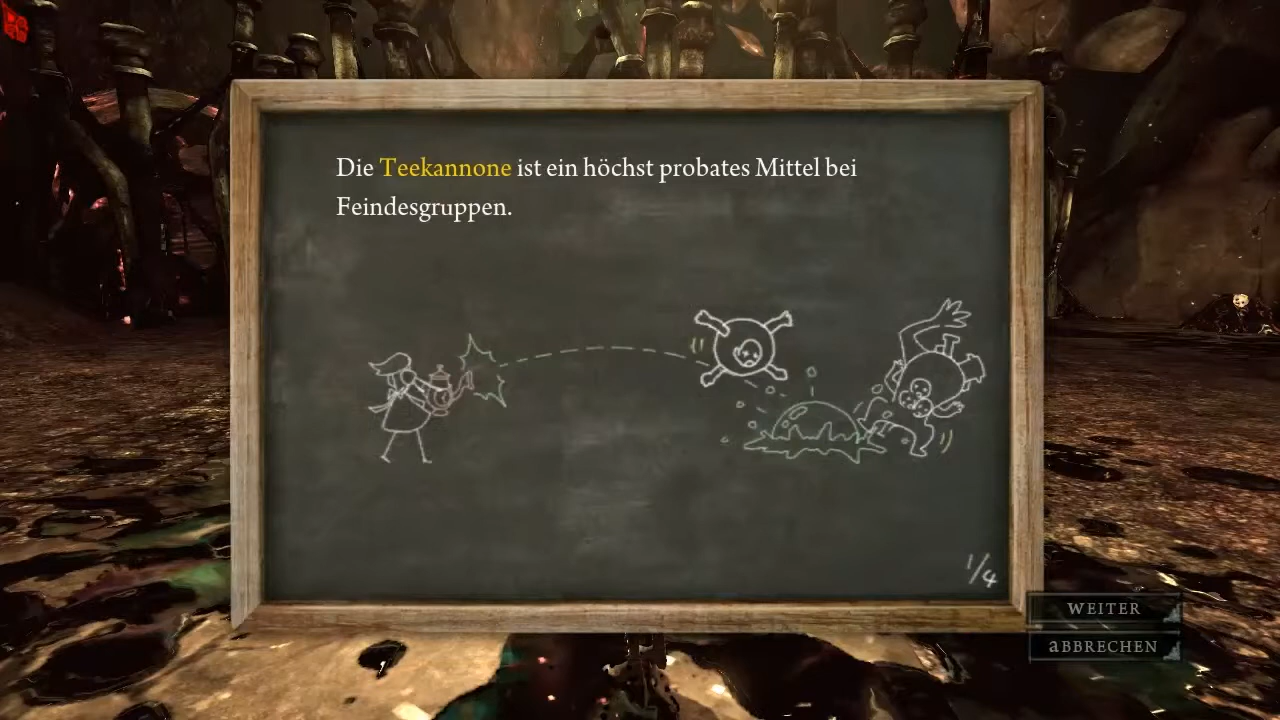 Die Teekannone ist ein höchst probates Mittel bei
Feindesgruppen.
1/4
WEITER
aBBRECHEN